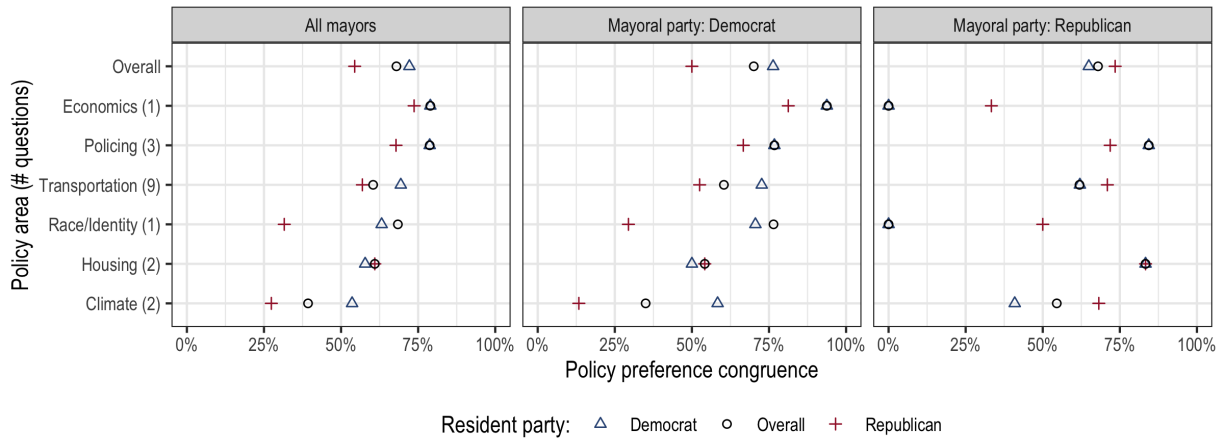 All mayors
Mayoral party: Democrat
Mayoral party: Republican
Policy area (# questions)
Overall
Economics (1)
Policing (3)
Transportation (9)
Race/Identity (1)
Housing (2)
Climate (2)
0% 25% 50% 75% 100%
0% 25% 50% 75% 100%
0% 25% 50% 75% 100%
Policy preference congruence
Resident party: Democrat Overall Republican